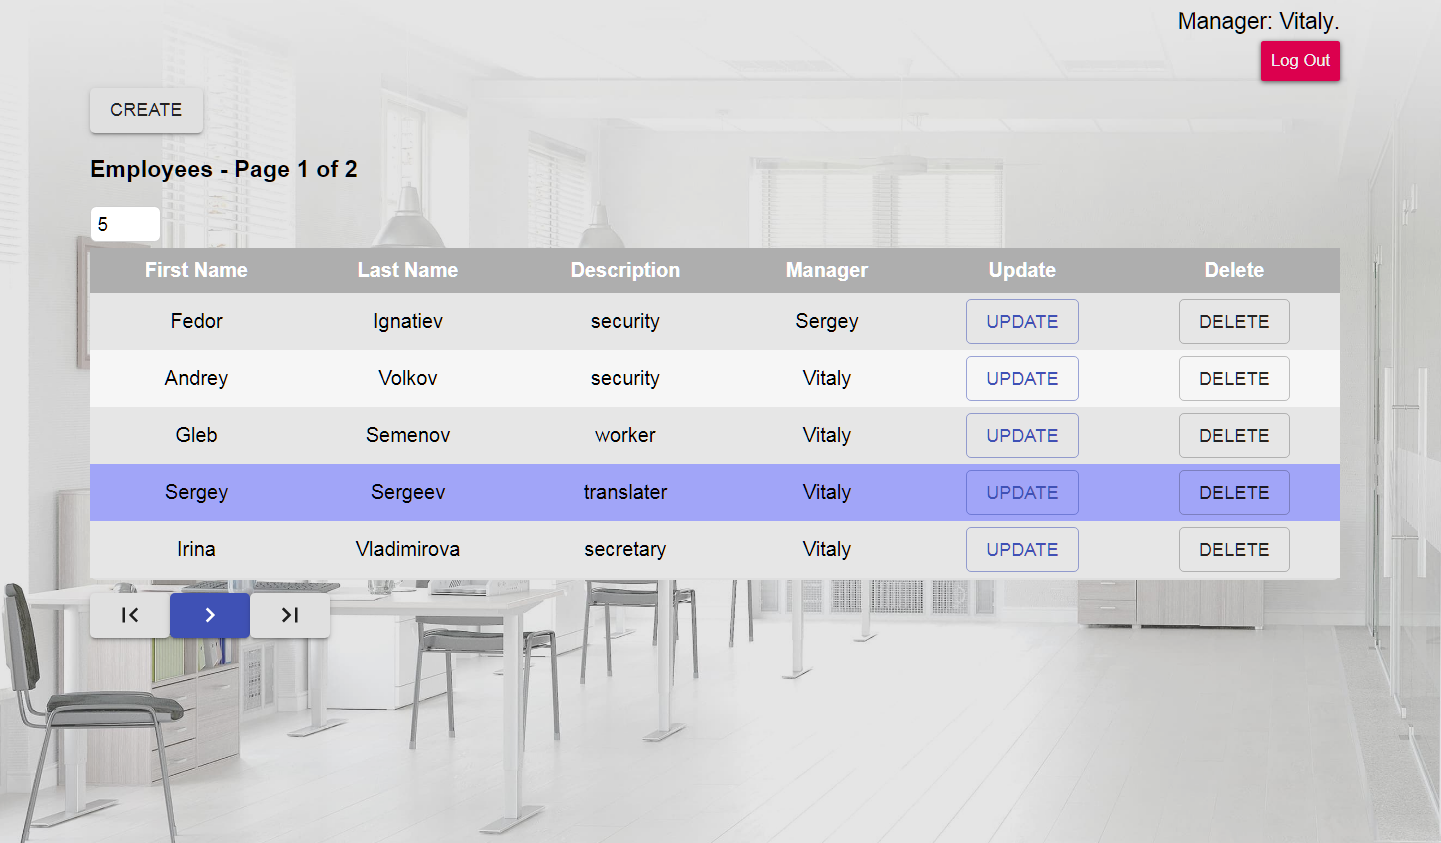 Manager: Vitaly.
Log Out
CREATE
Employees - Page 1 of 2
5
First Name Last Name Description Manager Update Delete
Fedor Ignatiev security Sergey UPDATE DELETE
Andrey Volkov security Vitaly UPDATE DELETE
Gleb Semenov worker Vitaly UPDATE DELETE
Sergey Sergeev translater Vitaly UPDATE DELETE
Irina Vladimirova secretary Vitaly UPDATE DELETE